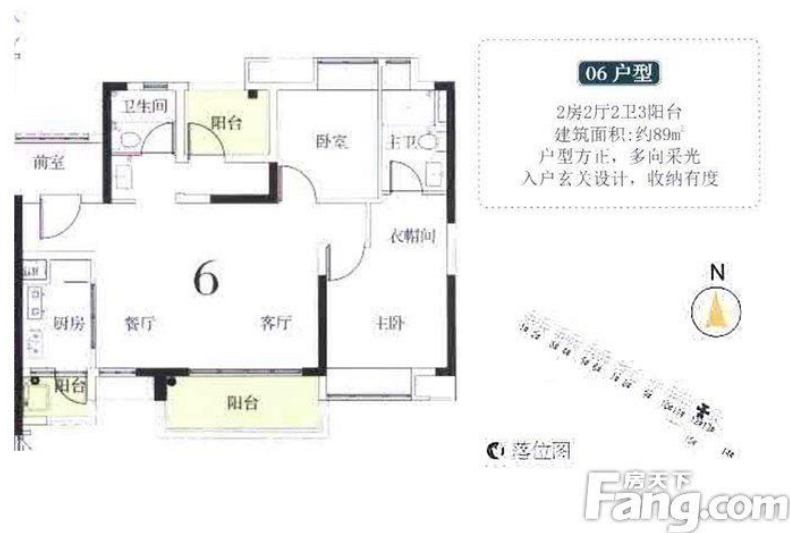 卫生间
阳台
卧室
主卫
前室
衣帽间
6
厨房
餐厅
客厅
主卧
阳台
阳台
06户型
2房2厅2卫3阳台
建筑面积:约89㎡
户型方正，多向采光
入户玄关设计，收纳有度
N
落位图
房天下
Fang.com